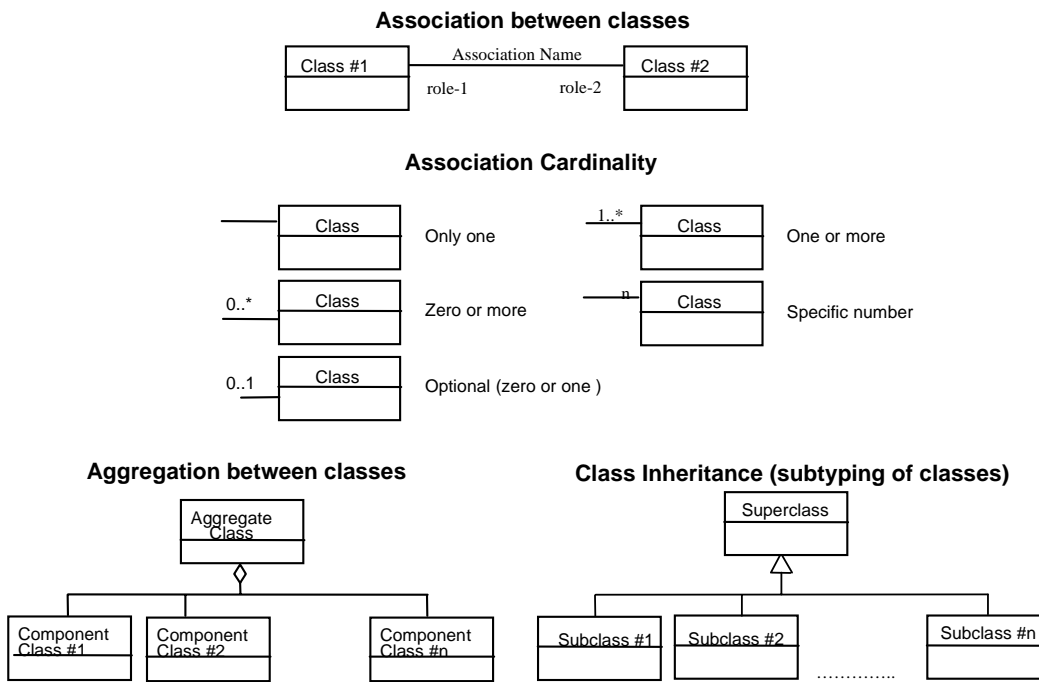 Association between classes
Class #1
Association Name
Class #2
role-1
role-2
Association Cardinality
Class
Only one
1..*
Class
One or more
0..*
Class
Zero or more
n
Class
Specific number
0..1
Class
Optional (zero or one )
Aggregation between classes
Aggregate
Class
Component
Class #1
Component
Class #2
Component
Class #n
Class Inheritance (subtyping of classes)
Superclass
Subclass #1
Subclass #2
…………..
Subclass #n